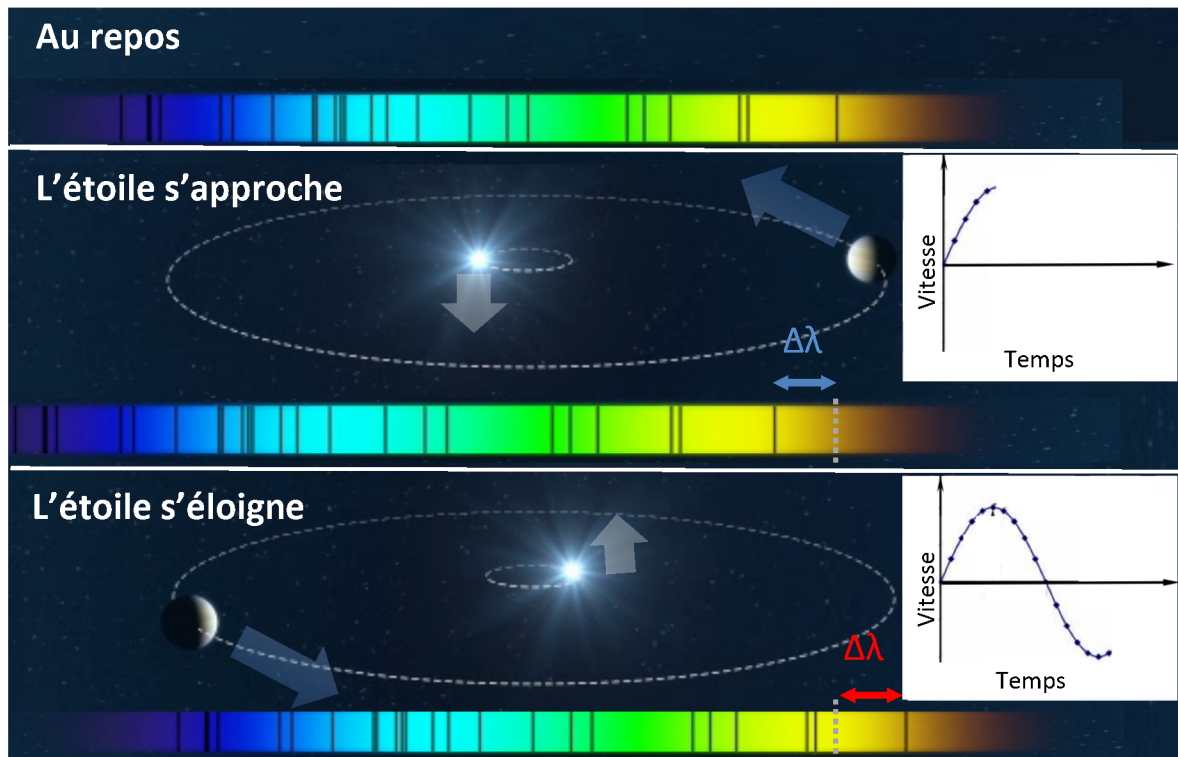 Au repos
L'étoile s'approche
Vitesse
Temps
Δλ
L'étoile s'éloigne
Vitesse
Temps
Δλ